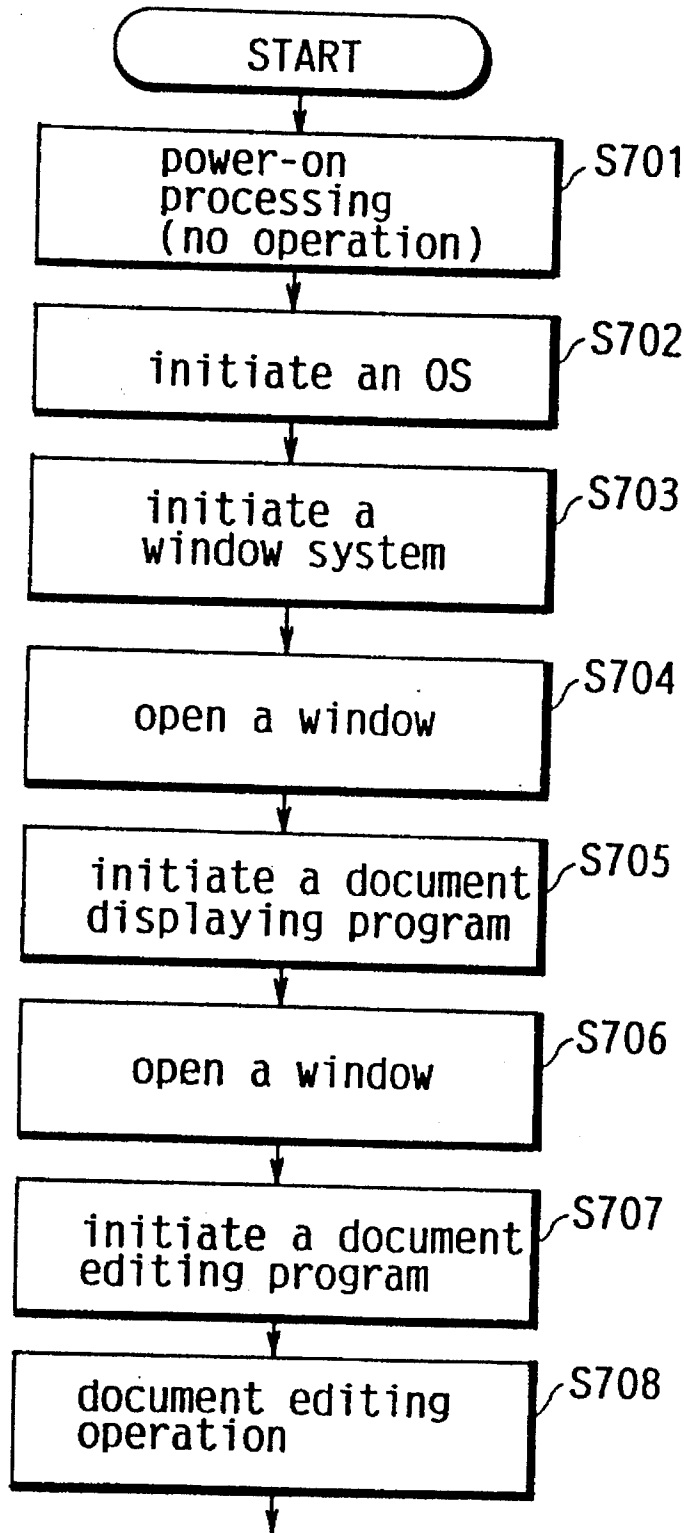 START
power-on
processing
(no operation)
S701
initiate an OS
S702
initiate a
window system
S703
open a window
S704
initiate a document
displaying program
S705
open a window
S706
initiate a document
editing program
S707
document editing
operation
S708